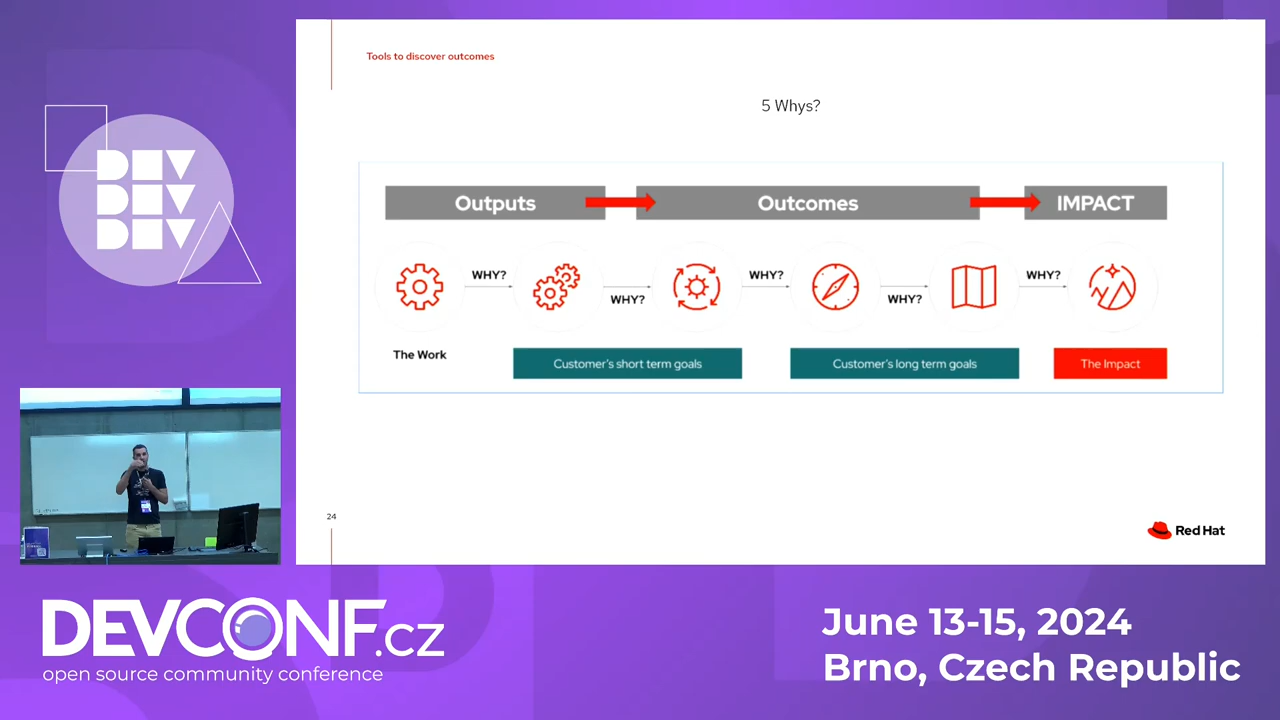 Tools to discover outcomes
5 Whys?
Outputs
Outcomes
IMPACT
WHY?
WHY?
WHY?
WHY?
WHY?
The Work
Customer's short term goals
Customer's long term goals
The Impact
24
Red Hat
DEV
DEV
DEV
DEVCONF.cz
open source community conference
June 13-15, 2024
Brno, Czech Republic